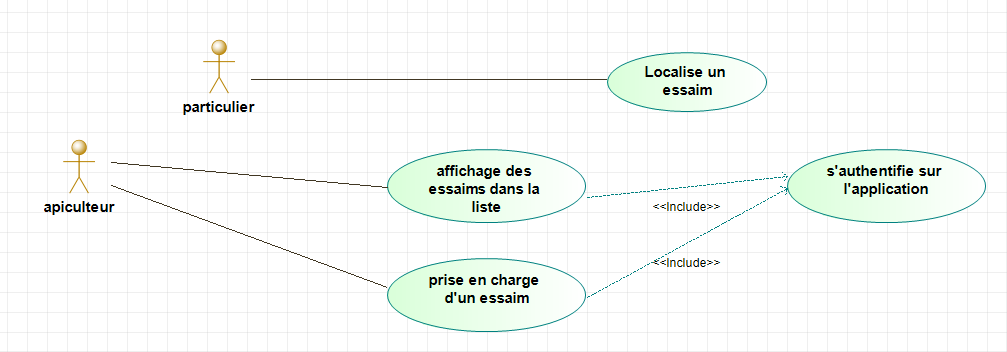 Localise un
essaim
particulier
affichage des
essaims dans la
liste
s'authentifie sur
l'application
apiculteur
<<Include>>
<<Include>>
prise en charge
d'un essaim